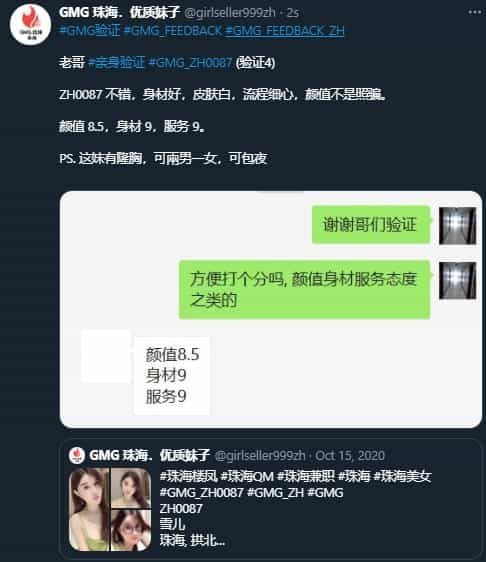 GMG 珠海．优质妹子 @girlseller999zh · 2s
#GMG验证 #GMG_FEEDBACK #GMG_FEEDBACK_ZH
老哥 #亲身验证 #GMG_ZH0087 (验证4)
ZH0087 不错，身材好，皮肤白，流程细心，颜值不是照骗。
颜值 8.5，身材 9，服务 9。
PS. 这妹有隆胸，可兩男一女，可包夜
谢谢哥们验证
方便打个分吗, 颜值身材服务态度
之类的
颜值8.5
身材9
服务9
GMG 珠海．优质妹子 @girlseller999zh · Oct 15, 2020
#珠海楼凤 #珠海QM #珠海兼职 #珠海 #珠海美女
#GMG_ZH0087 #GMG_ZH #GMG
ZH0087
雪儿
珠海, 拱北...